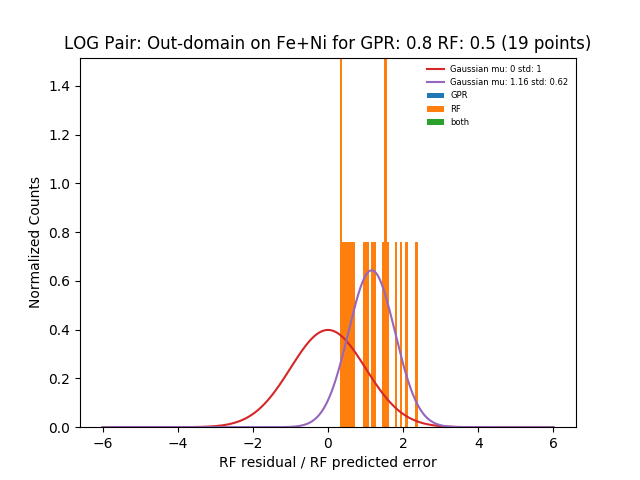 LOG Pair: Out-domain on Fe+Ni for GPR: 0.8 RF: 0.5 (19 points)
Gaussian mu: 0 std: 1
Gaussian mu: 1.16 std: 0.62
GPR
RF
both
Normalized Counts
1.4
1.2
1.0
0.8
0.6
0.4
0.2
0.0
−6
−4
−2
0
2
4
6
RF residual / RF predicted error